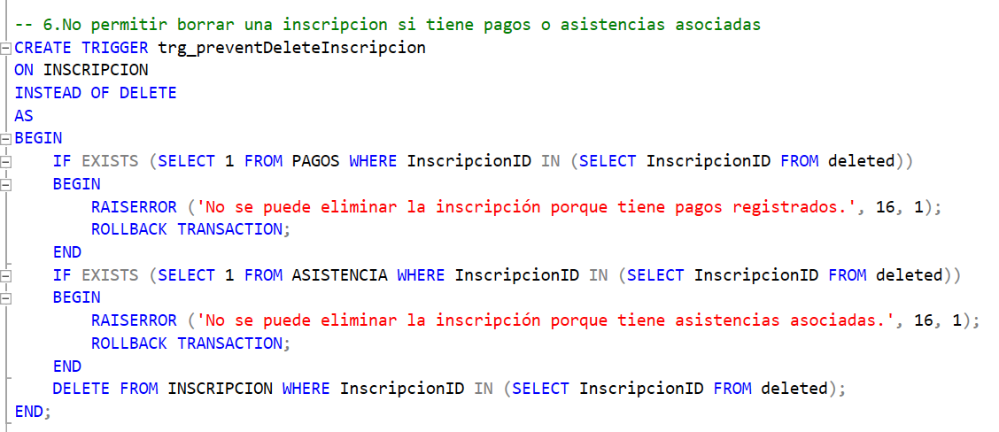 -- 6.No permitir borrar una inscripcion si tiene pagos o asistencias asociadas
CREATE TRIGGER trg_preventDeleteInscripcion
ON INSCRIPCION
INSTEAD OF DELETE
AS
BEGIN
    IF EXISTS (SELECT 1 FROM PAGOS WHERE InscripcionID IN (SELECT InscripcionID FROM deleted))
    BEGIN
        RAISERROR ('No se puede eliminar la inscripción porque tiene pagos registrados.', 16, 1);
        ROLLBACK TRANSACTION;
    END
    IF EXISTS (SELECT 1 FROM ASISTENCIA WHERE InscripcionID IN (SELECT InscripcionID FROM deleted))
    BEGIN
        RAISERROR ('No se puede eliminar la inscripción porque tiene asistencias asociadas.', 16, 1);
        ROLLBACK TRANSACTION;
    END
    DELETE FROM INSCRIPCION WHERE InscripcionID IN (SELECT InscripcionID FROM deleted);
END;